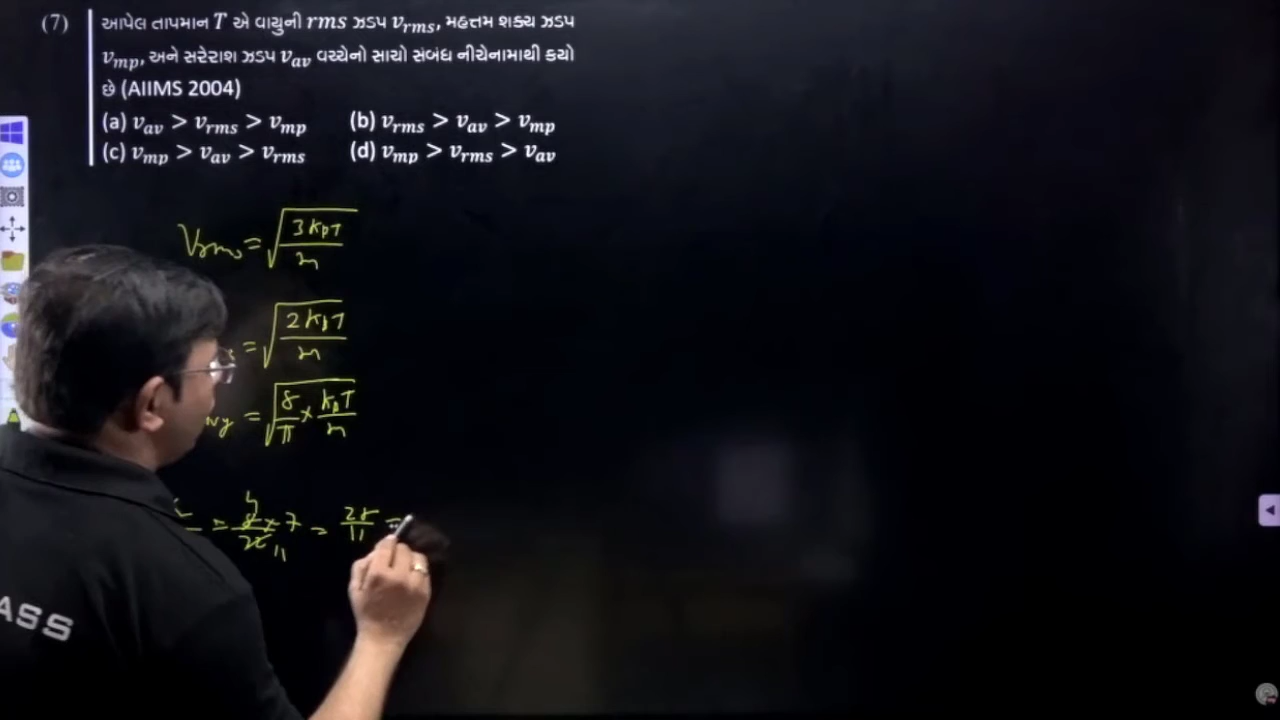 (7) આપેલ તાપમાન T એ વાયુની rms ઝડપ v_rms, મહત્તમ શક્ય ઝડપ
v_mp, અને સરેરાશ ઝડપ v_av વચ્ચેનો સાચો સંબંધ નીચેનામાથી કયો
છે (AIIMS 2004)
(a) v_av > v_rms > v_mp (b) v_rms > v_av > v_mp
(c) v_mp > v_av > v_rms (d) v_mp > v_rms > v_av
V_rms = √(3k_BT/m)
= √(2k_BT/m)
= √(8/π × k_BT/m)
= 28/11 =
ASS